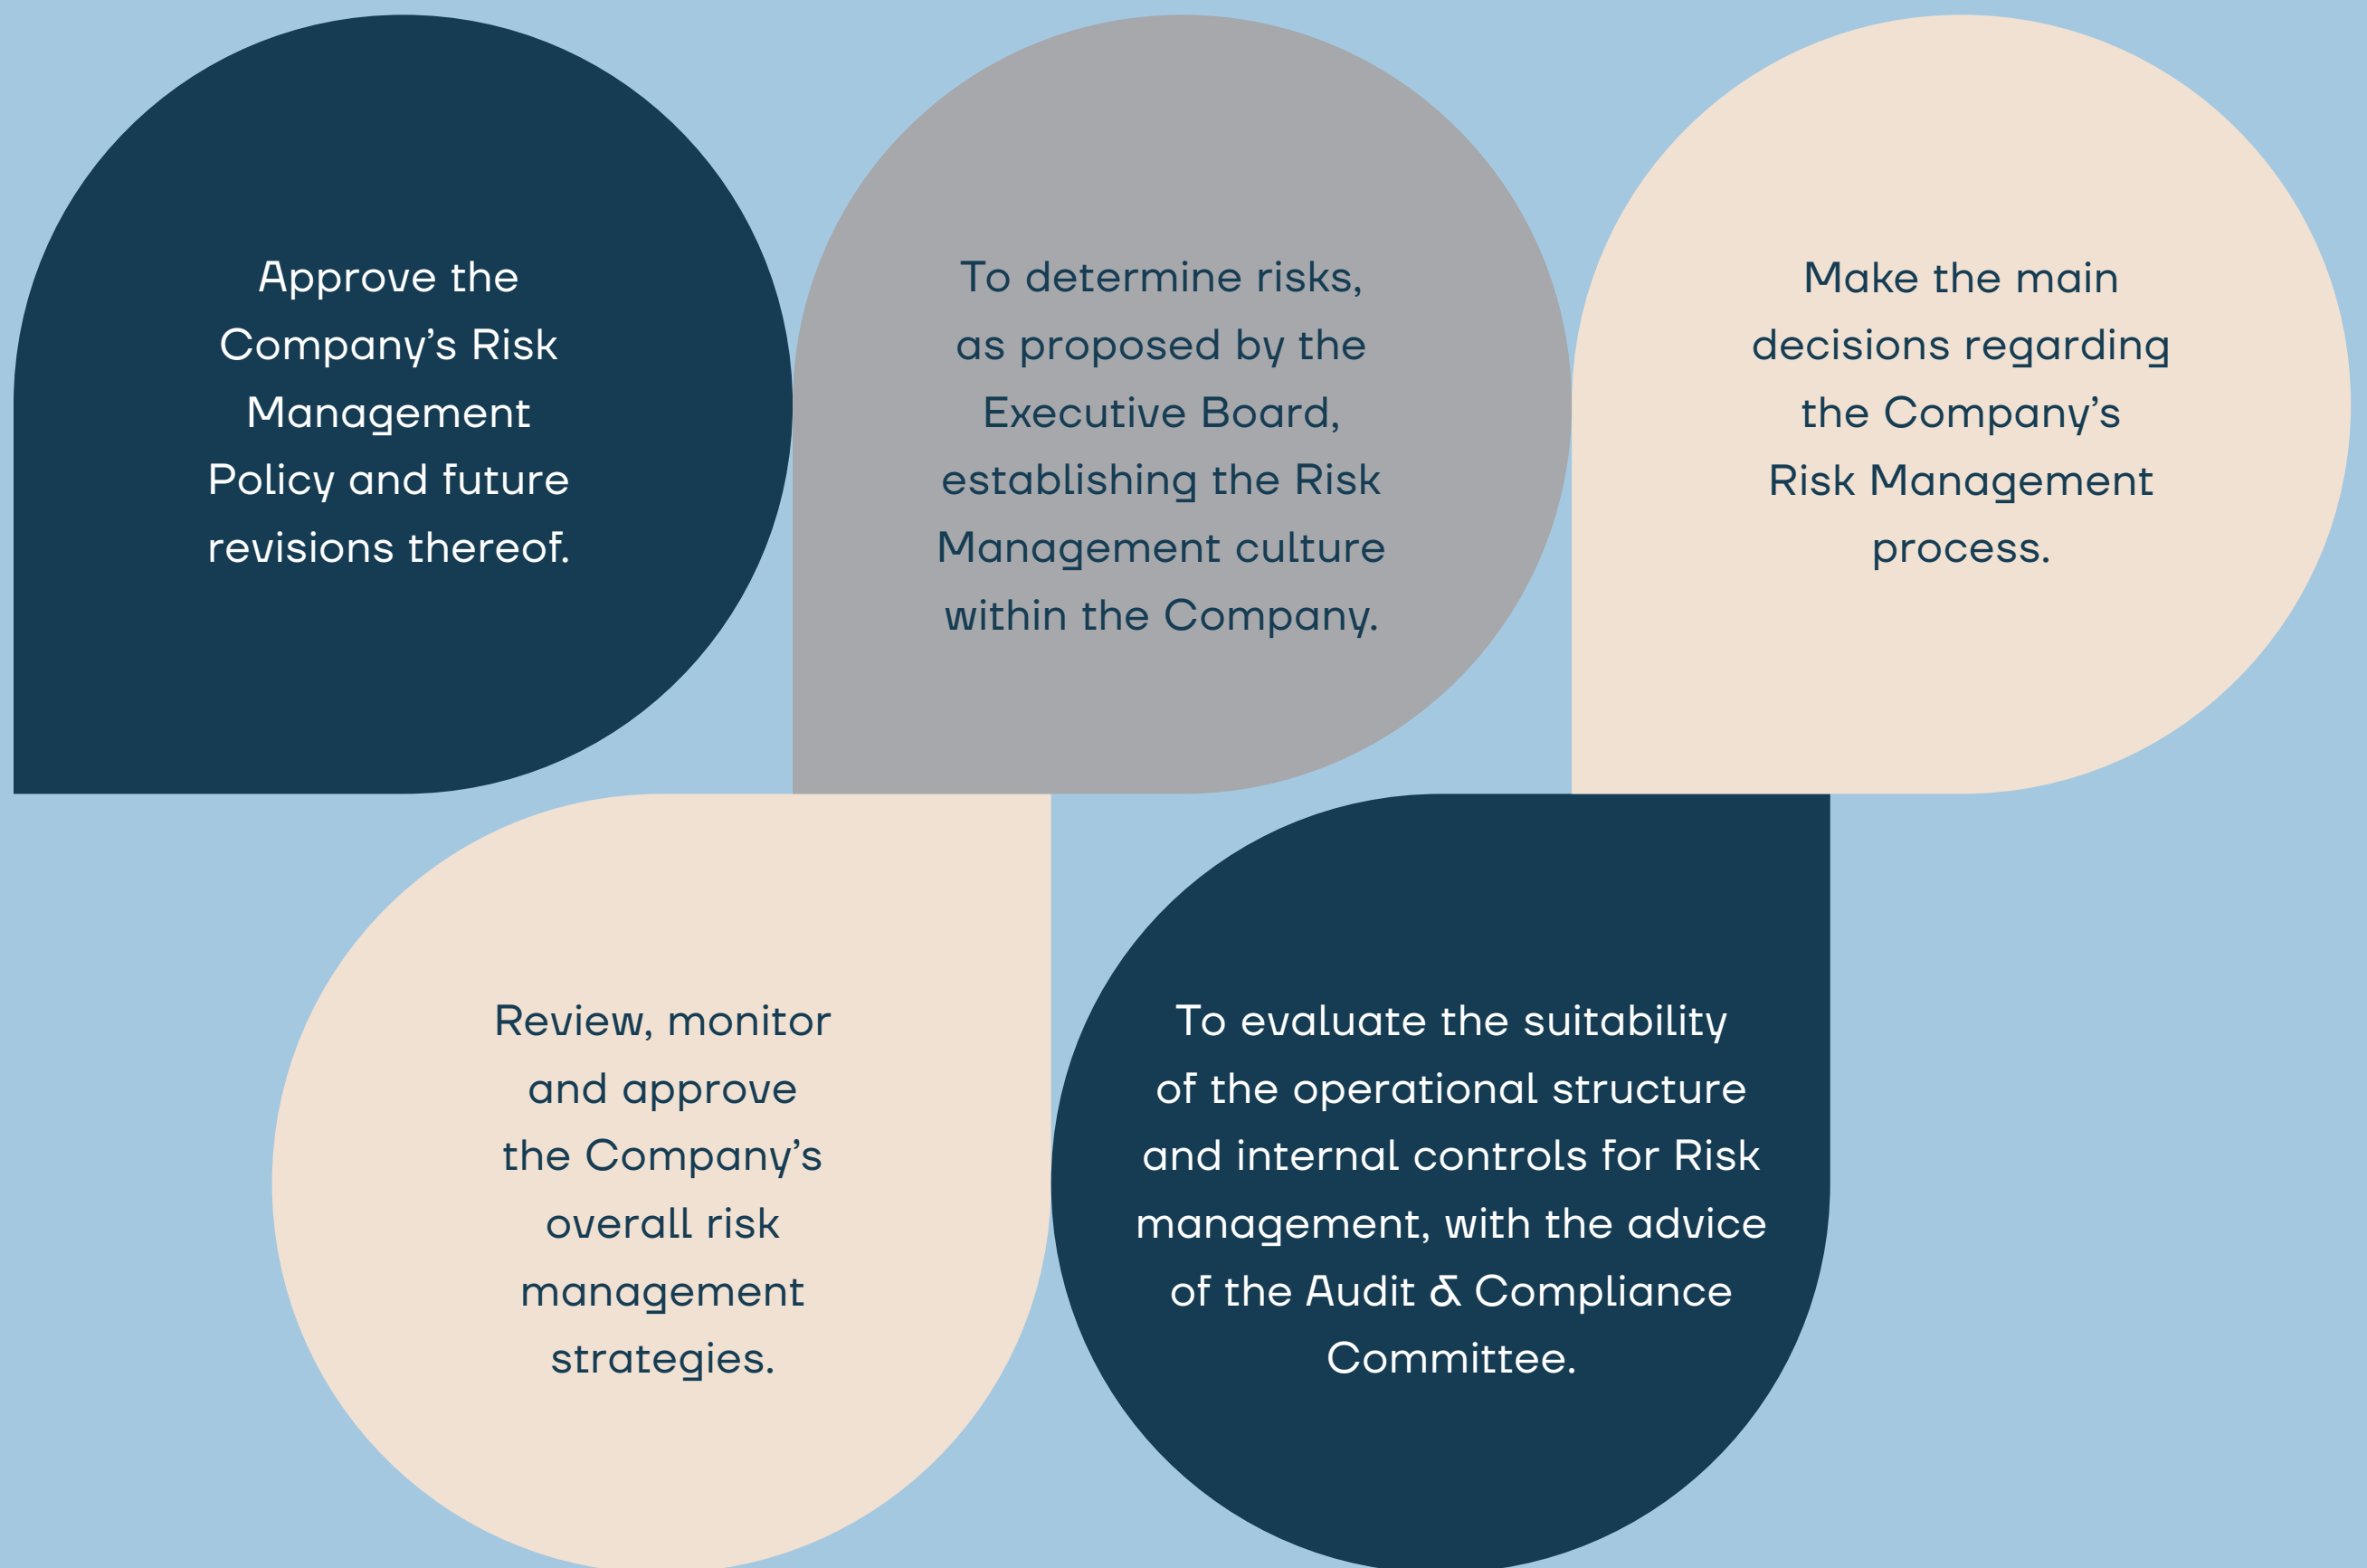 Approve the
Company’s Risk
Management
Policy and future
revisions thereof.
To determine risks,
as proposed by the
Executive Board,
establishing the Risk
Management culture
within the Company.
Make the main
decisions regarding
the Company’s
Risk Management
process.
Review, monitor
and approve
the Company’s
overall risk
management
strategies.
To evaluate the suitability
of the operational structure
and internal controls for Risk
management, with the advice
of the Audit & Compliance
Committee.